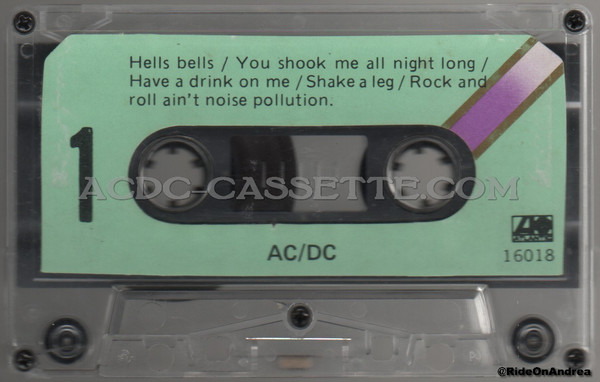 Hells bells / You shook me all night long /
Have a drink on me / Shake a leg / Rock and
roll ain't noise pollution.
1
ACDC-CASSETTE.COM
ATLANTIC
AC/DC
16018
@RideOnAndrea